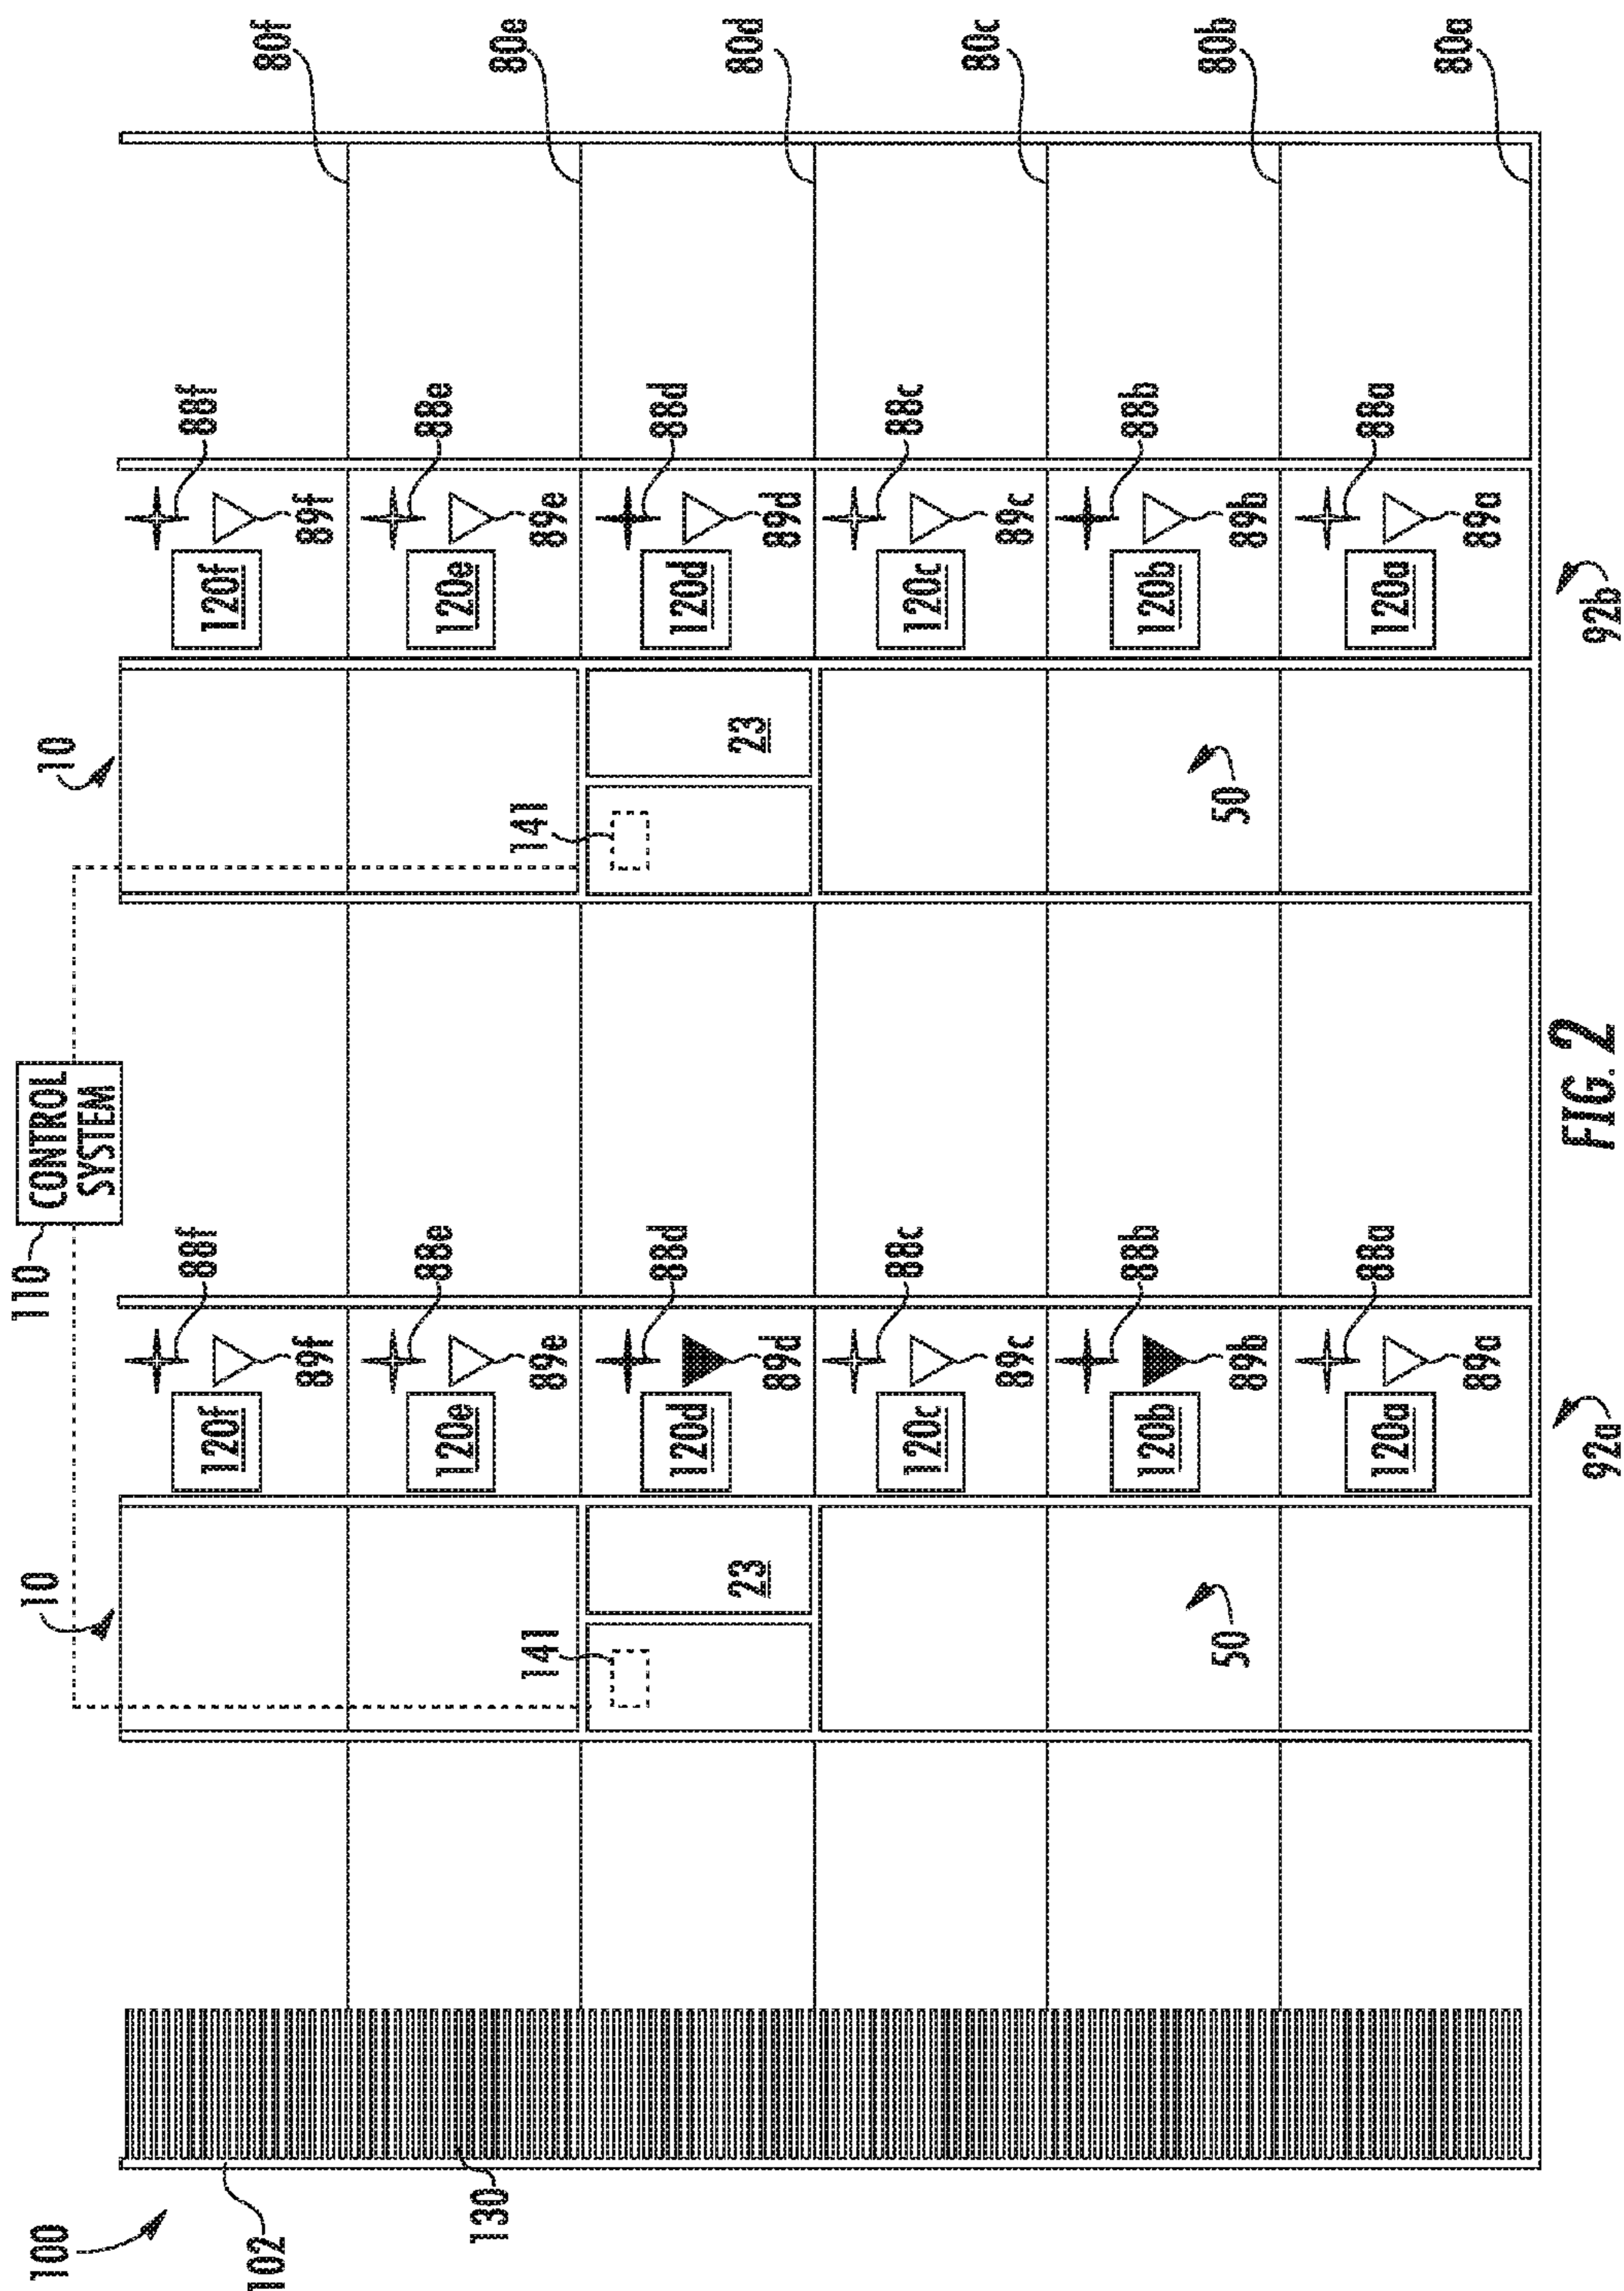 100
10
110
CONTROL
SYSTEM
10
88f
88f
120f
120f
102
80f
89f
89f
88e
88e
120e
120e
130
80e
141
141
89e
89e
88d
88d
120d
120d
23
23
80d
89d
89d
88c
88c
120c
120c
80c
89c
89c
88b
88b
120b
120b
80b
50
50
89b
89b
88a
88a
120a
120a
80a
89a
89a
92a
92b
FIG. 2